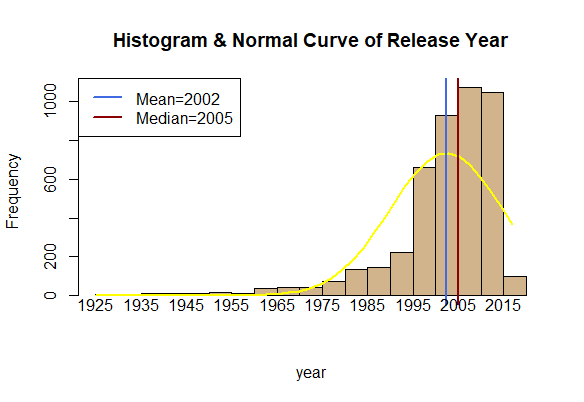 Histogram & Normal Curve of Release Year
Mean=2002
Median=2005
Frequency
0 200 600 1000
1925 1935 1945 1955 1965 1975 1985 1995 2005 2015
year